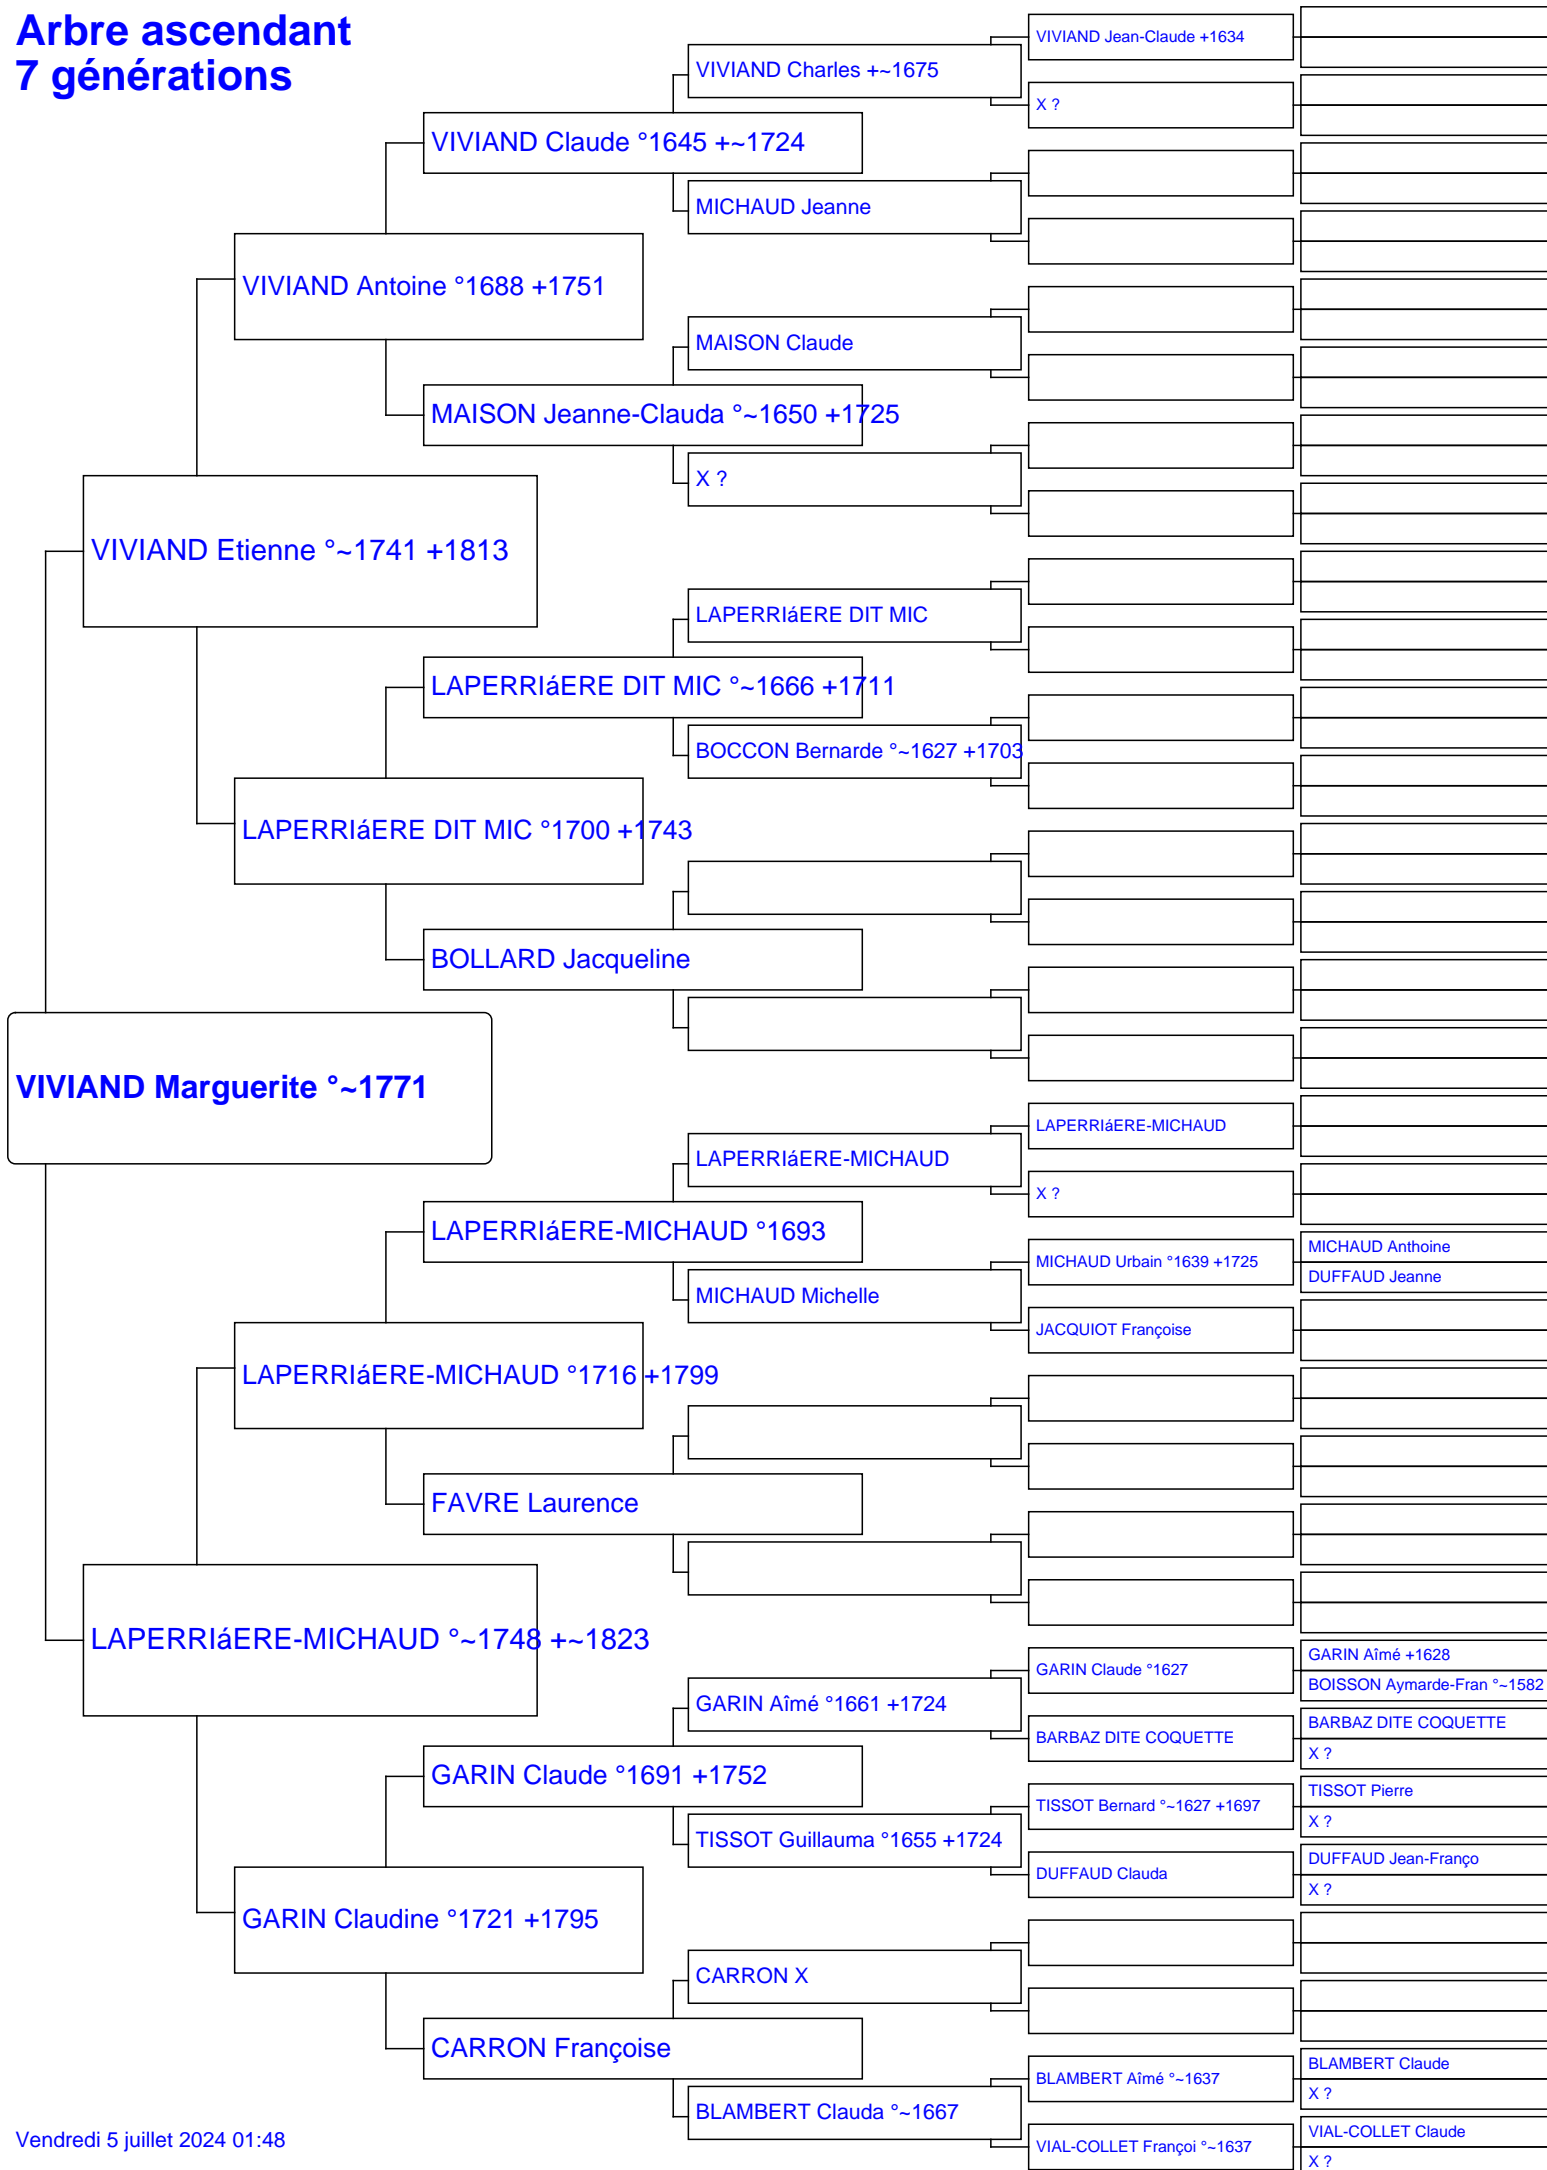 Arbre ascendant
7 générations
VIVIAND Jean-Claude +1634
VIVIAND Charles +~1675
X ?
VIVIAND Claude °1645 +~1724
MICHAUD Jeanne
VIVIAND Antoine °1688 +1751
MAISON Claude
MAISON Jeanne-Clauda °~1650 +1725
X ?
VIVIAND Etienne °~1741 +1813
LAPERRIáERE DIT MIC
LAPERRIáERE DIT MIC °~1666 +1711
BOCCON Bernarde °~1627 +1703
LAPERRIáERE DIT MIC °1700 +1743
BOLLARD Jacqueline
VIVIAND Marguerite °~1771
LAPERRIáERE-MICHAUD
LAPERRIáERE-MICHAUD
X ?
LAPERRIáERE-MICHAUD °1693
MICHAUD Anthoine
MICHAUD Urbain °1639 +1725
DUFFAUD Jeanne
MICHAUD Michelle
JACQUIOT Françoise
LAPERRIáERE-MICHAUD °1716 +1799
FAVRE Laurence
LAPERRIáERE-MICHAUD °~1748 +~1823
GARIN Aîmé +1628
GARIN Claude °1627
BOISSON Aymarde-Fran °~1582
GARIN Aîmé °1661 +1724
BARBAZ DITE COQUETTE
BARBAZ DITE COQUETTE
X ?
GARIN Claude °1691 +1752
TISSOT Pierre
TISSOT Bernard °~1627 +1697
X ?
TISSOT Guillauma °1655 +1724
DUFFAUD Jean-Franço
DUFFAUD Clauda
X ?
GARIN Claudine °1721 +1795
CARRON X
CARRON Françoise
BLAMBERT Claude
BLAMBERT Aîmé °~1637
X ?
BLAMBERT Clauda °~1667
VIAL-COLLET Claude
VIAL-COLLET Françoi °~1637
X ?
Vendredi 5 juillet 2024 01:48